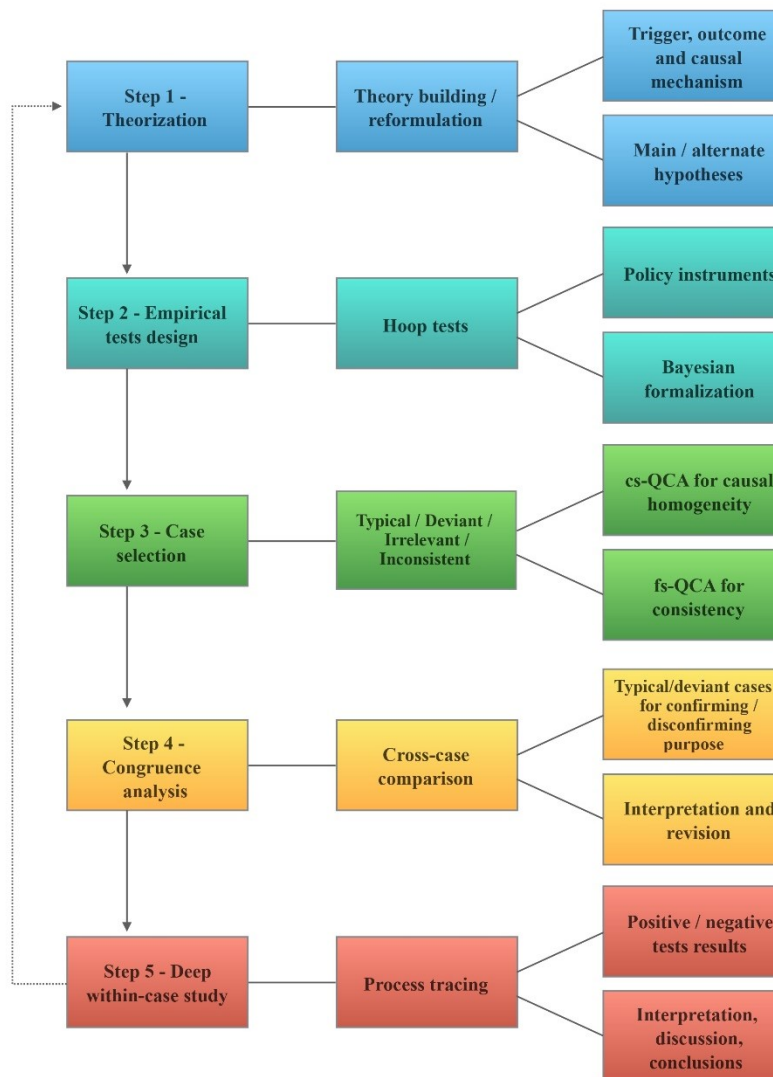 Step 1 -
Theorization
Theory building /
reformulation
Trigger, outcome
and causal
mechanism
Main / alternate
hypotheses
Step 2 - Empirical
tests design
Hoop tests
Policy instruments
Bayesian
formalization
Step 3 - Case
selection
Typical / Deviant /
Irrelevant /
Inconsistent
cs-QCA for causal
homogeneity
fs-QCA for
consistency
Step 4 -
Congruence
analysis
Cross-case
comparison
Typical/deviant cases
for confirming /
disconfirming
purpose
Interpretation and
revision
Step 5 - Deep
within-case study
Process tracing
Positive / negative
tests results
Interpretation,
discussion,
conclusions